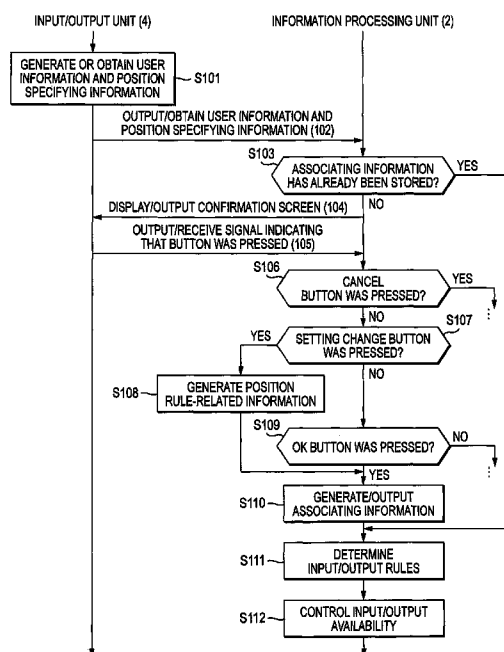 INPUT/OUTPUT UNIT (4)
INFORMATION PROCESSING UNIT (2)
GENERATE OR OBTAIN USER
INFORMATION AND POSITION
SPECIFYING INFORMATION
S101
OUTPUT/OBTAIN USER INFORMATION AND
POSITION SPECIFYING INFORMATION (102)
S103
ASSOCIATING INFORMATION
HAS ALREADY BEEN STORED?
YES
NO
DISPLAY/OUTPUT CONFIRMATION SCREEN (104)
OUTPUT/RECEIVE SIGNAL INDICATING
THAT BUTTON WAS PRESSED (105)
S106
CANCEL
BUTTON WAS PRESSED?
YES
NO
S107
SETTING CHANGE BUTTON
WAS PRESSED?
YES
NO
S108
GENERATE POSITION
RULE-RELATED INFORMATION
S109
OK BUTTON WAS PRESSED?
NO
YES
S110
GENERATE/OUTPUT
ASSOCIATING INFORMATION
S111
DETERMINE
INPUT/OUTPUT RULES
S112
CONTROL INPUT/OUTPUT
AVAILABILITY